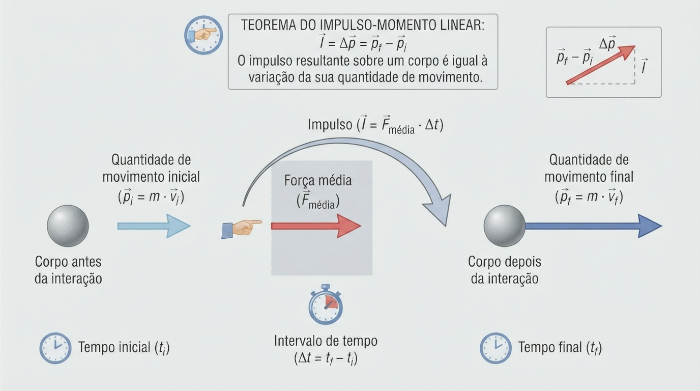 TEOREMA DO IMPULSO-MOMENTO LINEAR:
I⃗ = Δp⃗ = p⃗f – p⃗i
O impulso resultante sobre um corpo é igual à
variação da sua quantidade de movimento.
p⃗f – p⃗i
Δp⃗
I⃗
Impulso (I⃗ = F⃗média · Δt)
Quantidade de
movimento inicial
(p⃗i = m · v⃗i)
Força média
(F⃗média)
Quantidade de
movimento final
(p⃗f = m · v⃗f)
Corpo antes
da interação
Corpo depois
da interação
Tempo inicial (ti)
Intervalo de tempo
(Δt = tf – ti)
Tempo final (tf)